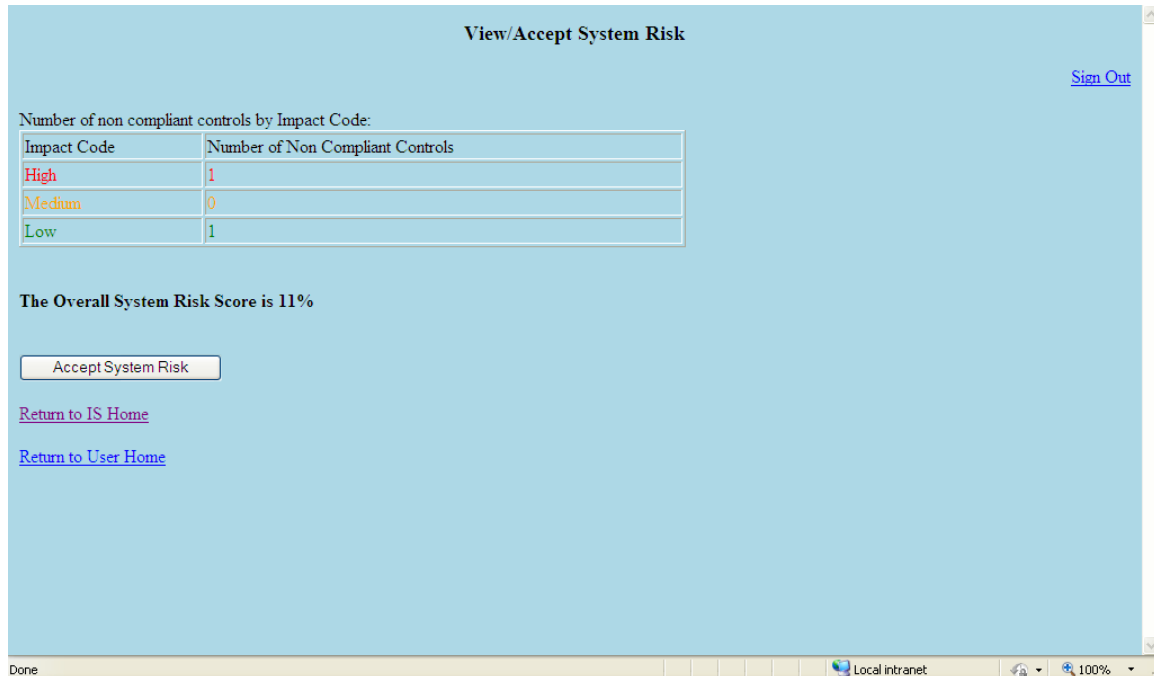 View/Accept System Risk
Sign Out
Number of non compliant controls by Impact Code:
Impact Code Number of Non Compliant Controls
High 1
Medium 0
Low 1
The Overall System Risk Score is 11%
Accept System Risk
Return to IS Home
Return to User Home
Done Local intranet 100%